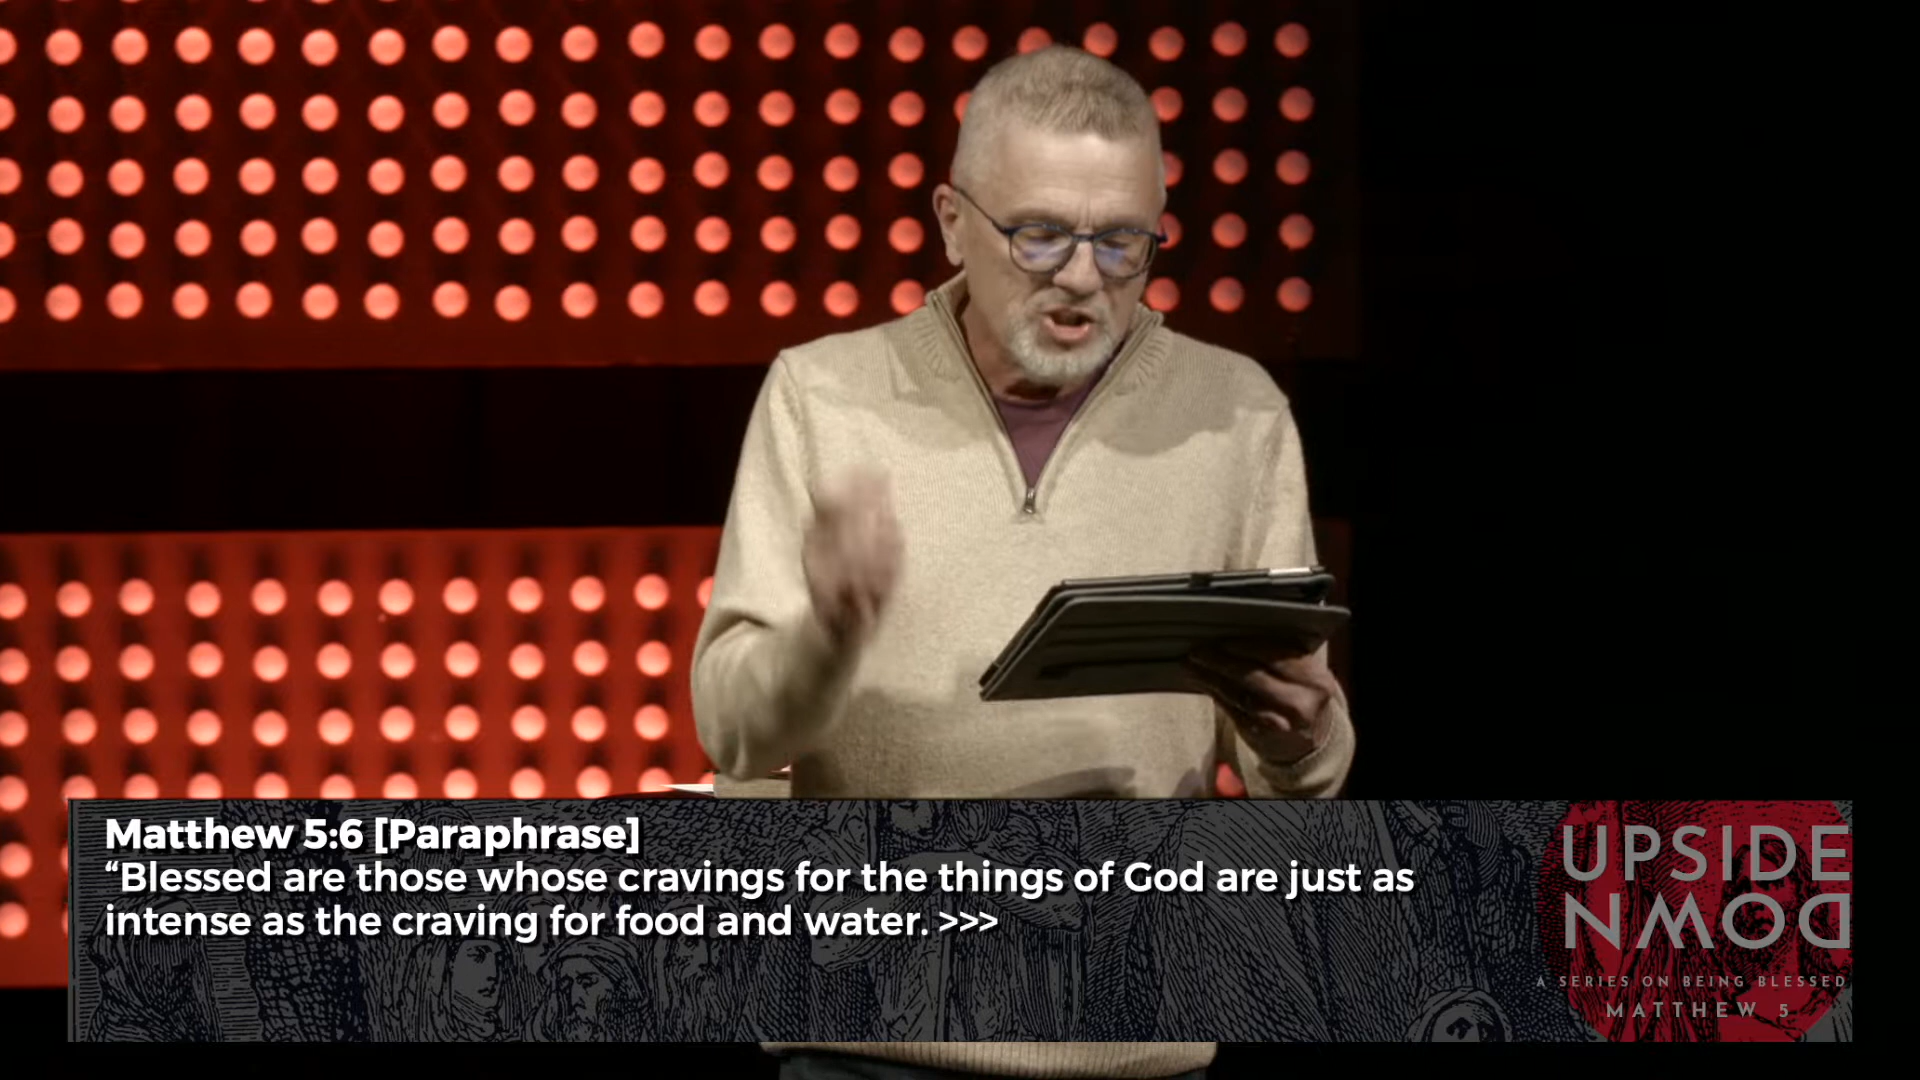 Matthew 5:6 [Paraphrase]
“Blessed are those whose cravings for the things of God are just as
intense as the craving for food and water. >>>
UPSIDE
DOWN
A SERIES ON BEING BLESSED
MATTHEW 5